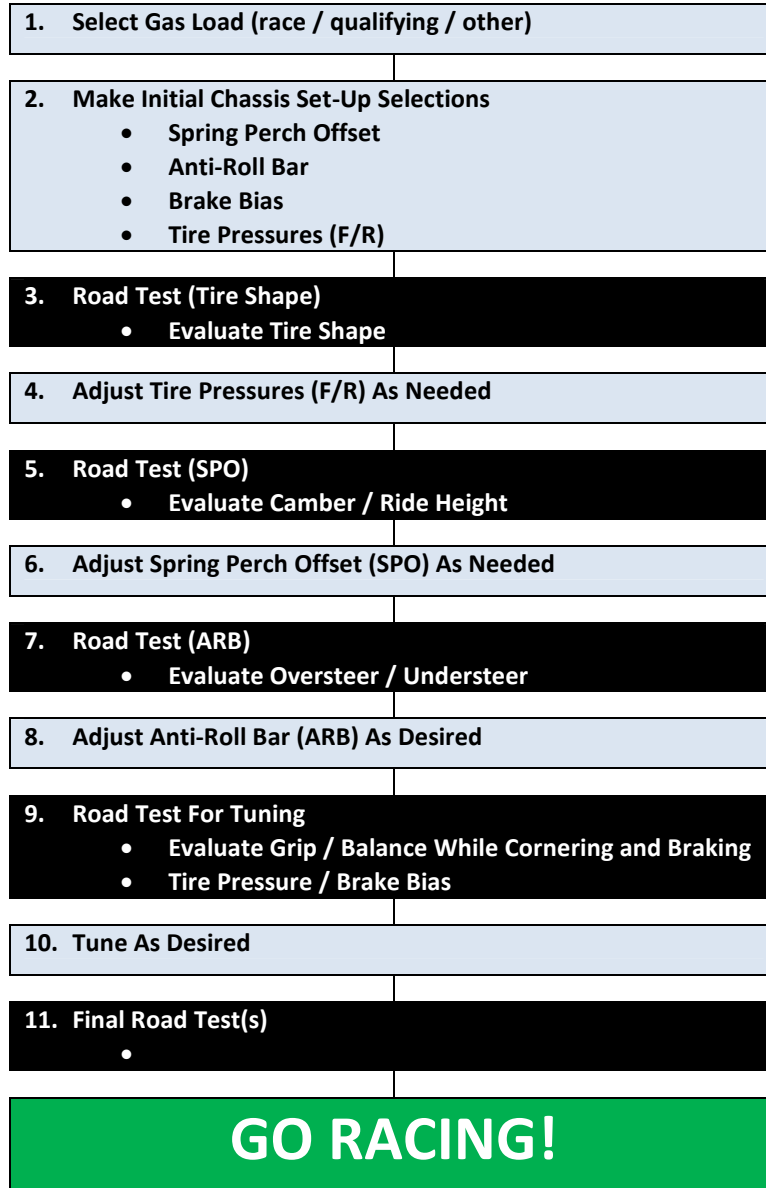 1. Select Gas Load (race / qualifying / other)
2. Make Initial Chassis Set-Up Selections
• Spring Perch Offset
• Anti-Roll Bar
• Brake Bias
• Tire Pressures (F/R)
3. Road Test (Tire Shape)
• Evaluate Tire Shape
4. Adjust Tire Pressures (F/R) As Needed
5. Road Test (SPO)
• Evaluate Camber / Ride Height
6. Adjust Spring Perch Offset (SPO) As Needed
7. Road Test (ARB)
• Evaluate Oversteer / Understeer
8. Adjust Anti-Roll Bar (ARB) As Desired
9. Road Test For Tuning
• Evaluate Grip / Balance While Cornering and Braking
• Tire Pressure / Brake Bias
10. Tune As Desired
11. Final Road Test(s)
•
GO RACING!